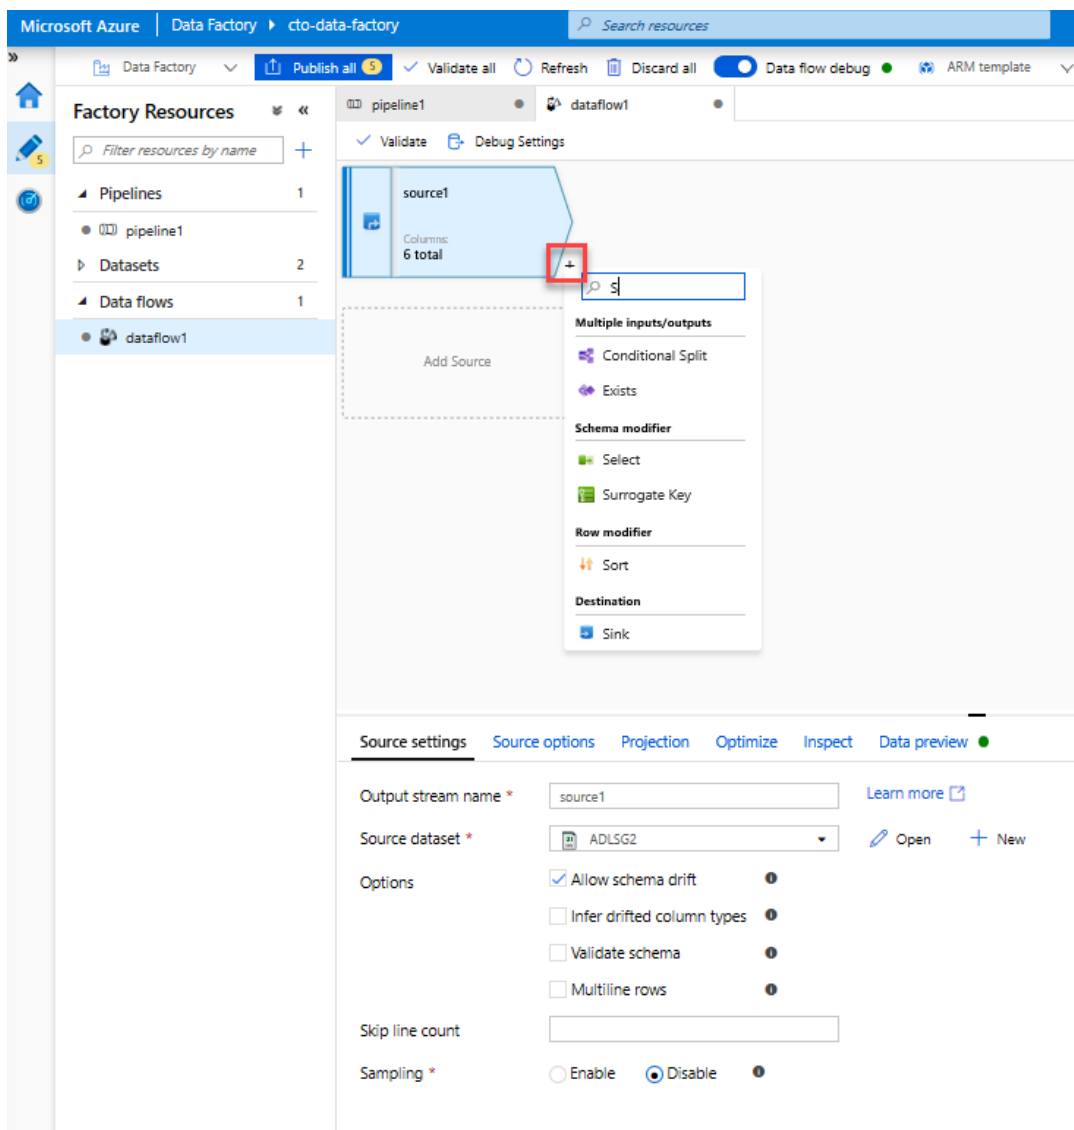 Microsoft Azure Data Factory cto-data-factory Search resources
Data Factory Publish all 5 Validate all Refresh Discard all Data flow debug ARM template
Factory Resources
Filter resources by name
5
Pipelines 1
pipeline1
Datasets 2
Data flows 1
dataflow1
pipeline1 dataflow1
Validate Debug Settings
source1
Columns:
6 total
+
Add Source
S
Multiple inputs/outputs
Conditional Split
Exists
Schema modifier
Select
Surrogate Key
Row modifier
Sort
Destination
Sink
Source settings Source options Projection Optimize Inspect Data preview
Output stream name * source1 Learn more
Source dataset * ADLSG2 Open New
Options Allow schema drift
Infer drifted column types
Validate schema
Multiline rows
Skip line count
Sampling * Enable Disable